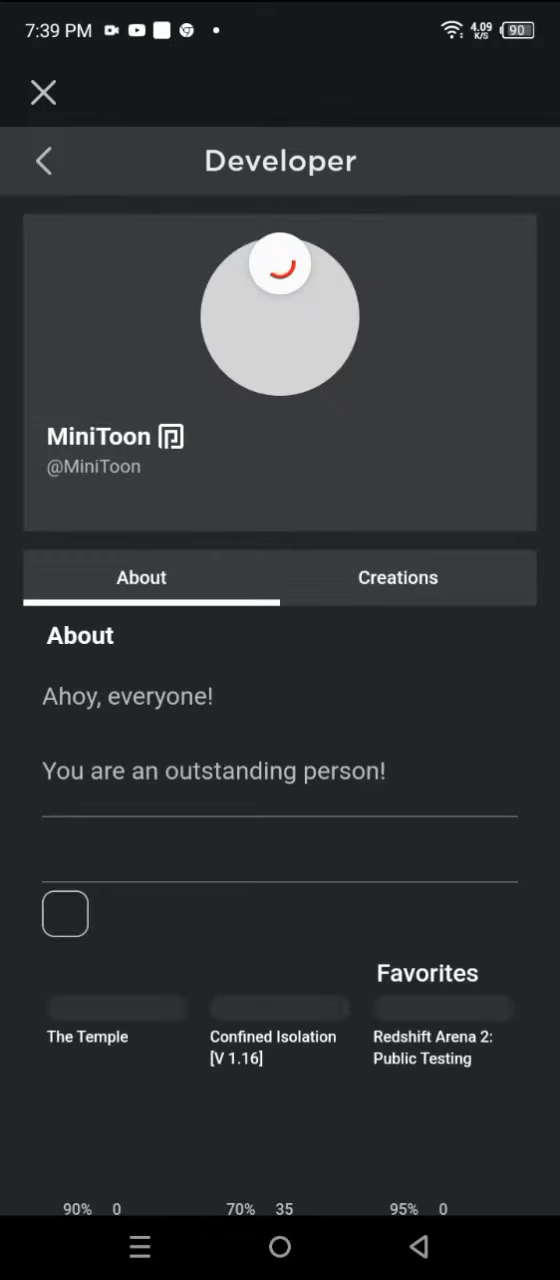 7:39 PM
4.09
K/S
90
Developer
MiniToon
@MiniToon
About
Creations
About
Ahoy, everyone!
You are an outstanding person!
Favorites
The Temple
Confined Isolation
[V 1.16]
Redshift Arena 2:
Public Testing
90% 0
70% 35
95% 0